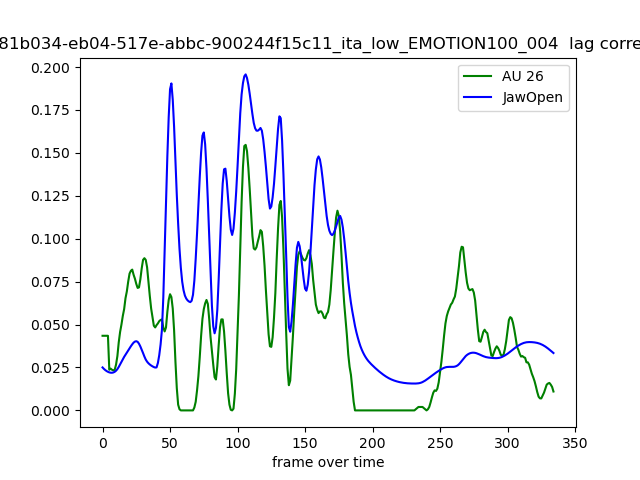 81b034-eb04-517e-abbc-900244f15c11_ita_low_EMOTION100_004 lag corre
AU 26
JawOpen
0.200
0.175
0.150
0.125
0.100
0.075
0.050
0.025
0.000
0 50 100 150 200 250 300 350
frame over time